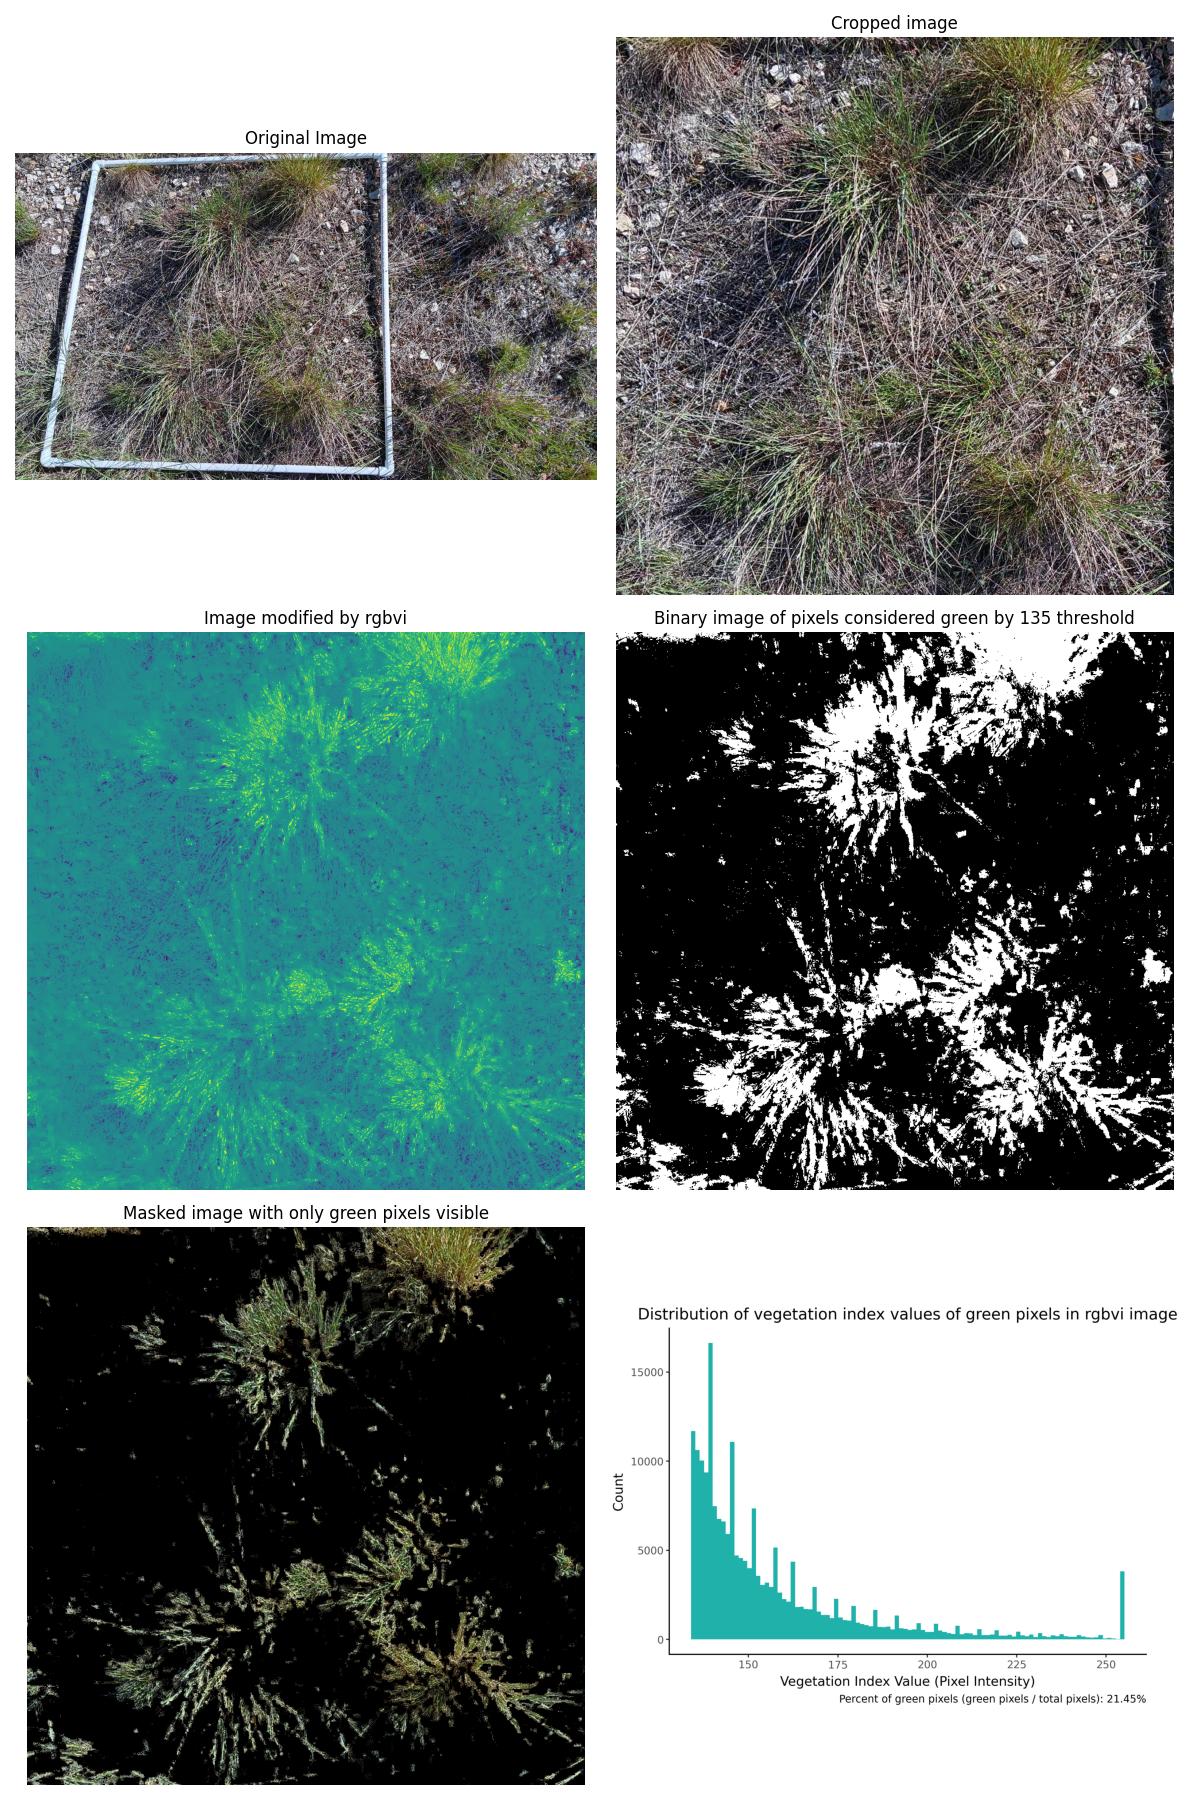 Original Image
Cropped image
Image modified by rgbvi
Binary image of pixels considered green by 135 threshold
Masked image with only green pixels visible
Distribution of vegetation index values of green pixels in rgbvi image
Count
15000
10000
5000
0
150 175 200 225 250
Vegetation Index Value (Pixel Intensity)
Percent of green pixels (green pixels / total pixels): 21.45%